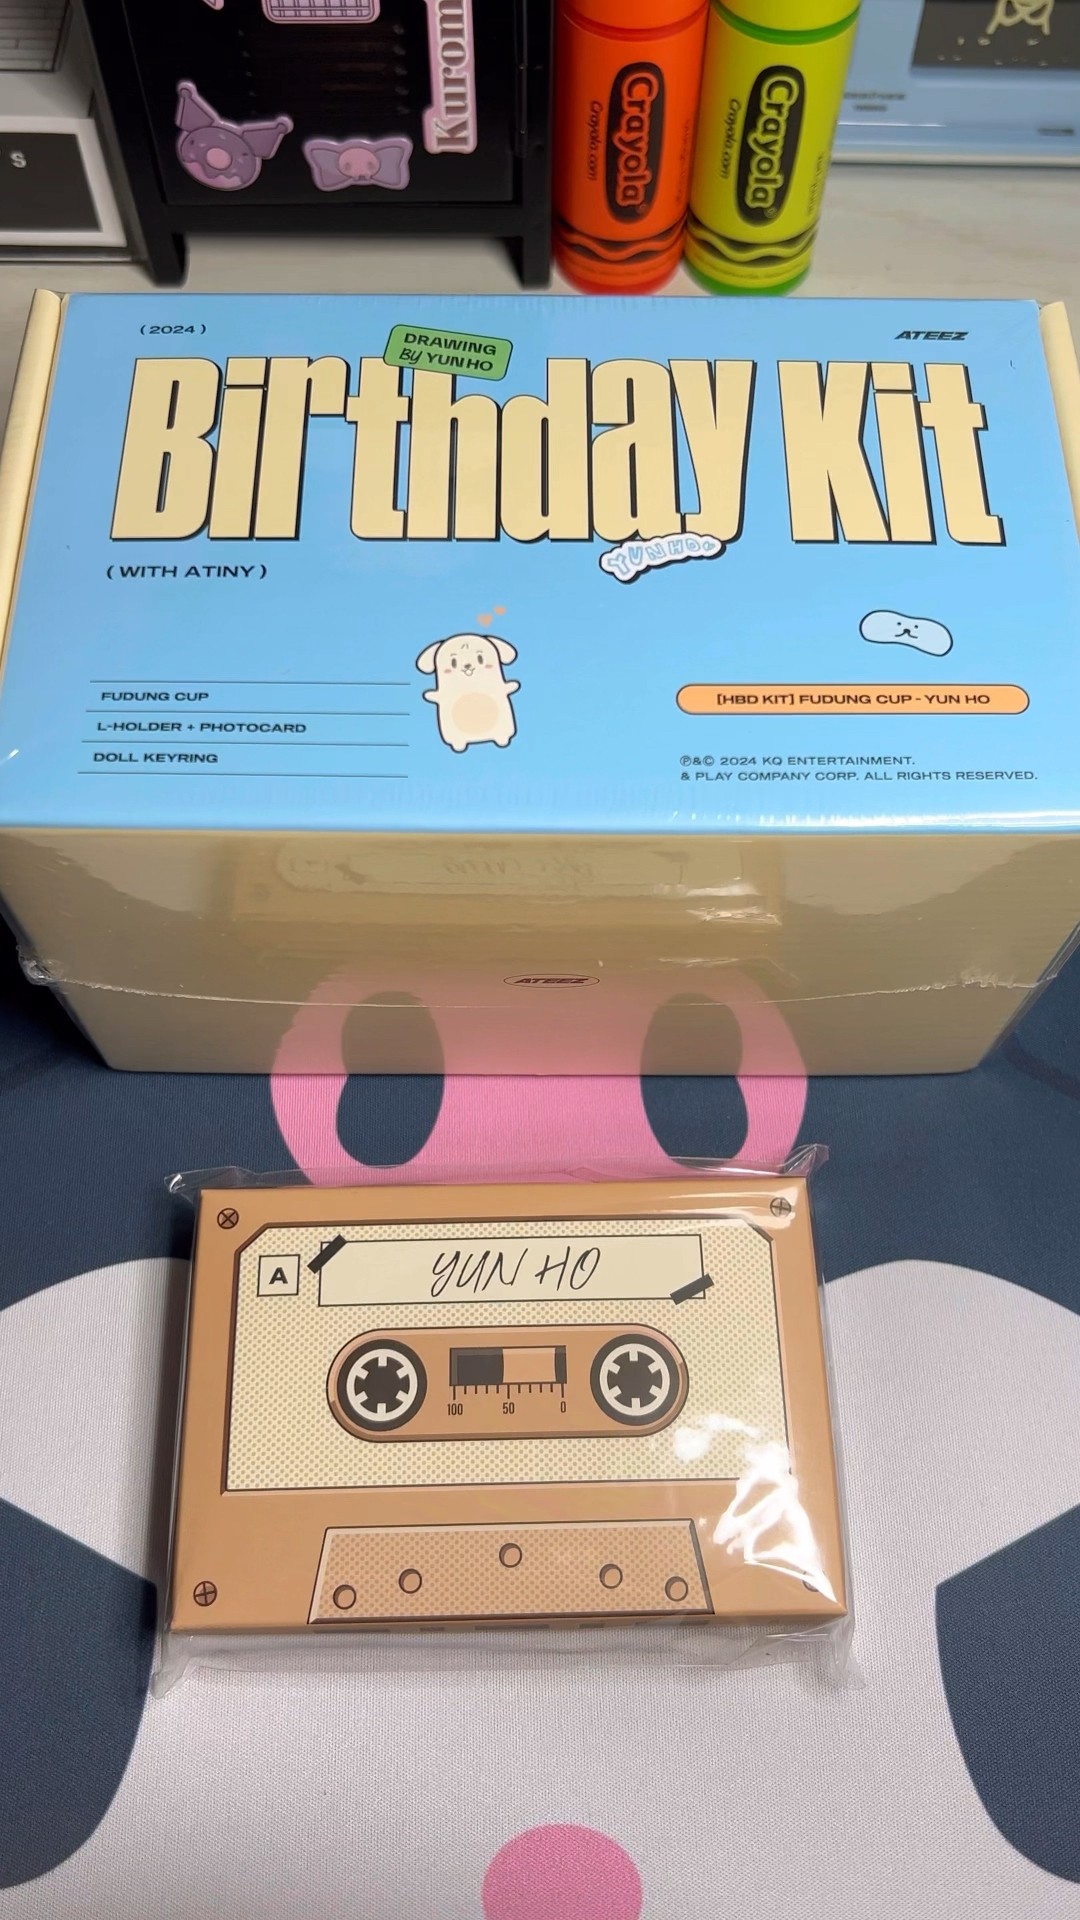 Kurom
S
Crayola
Crayola.com
Crayola
Crayola.com
(2024)
DRAWING
By YUNHO
ATEEZ
Birthday Kit
YUNHO
(WITH ATINY)
FUDUNG CUP
L-HOLDER + PHOTOCARD
DOLL KEYRING
[HBD KIT] FUDUNG CUP - YUN HO
℗&© 2024 KQ ENTERTAINMENT.
& PLAY COMPANY CORP. ALL RIGHTS RESERVED.
ATEEZ
A
YUN HO
100 50 0